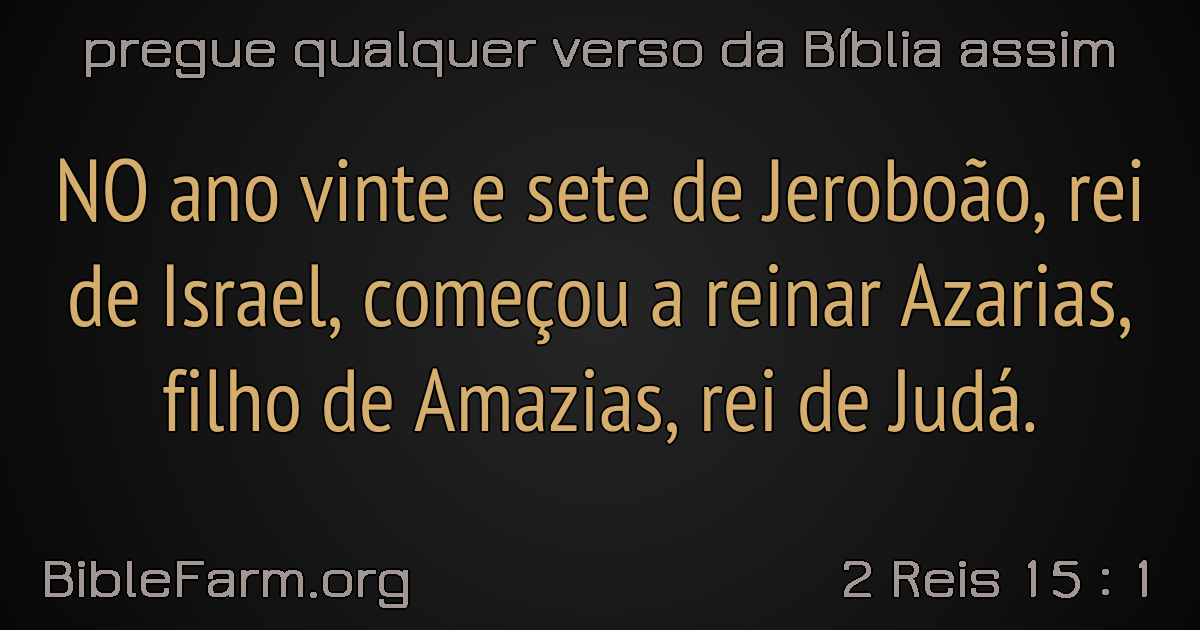 pregue qualquer verso da Bíblia assim
NO ano vinte e sete de Jeroboão, rei
de Israel, começou a reinar Azarias,
filho de Amazias, rei de Judá.
BibleFarm.org
2 Reis 15 : 1